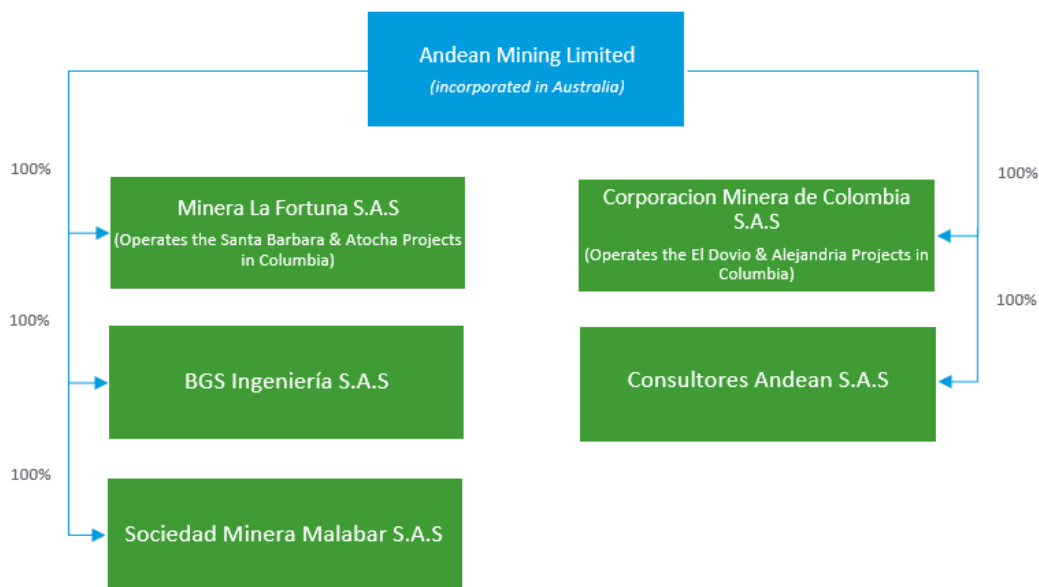 Andean Mining Limited
(incorporated in Australia)
100%
100%
Minera La Fortuna S.A.S
(Operates the Santa Barbara & Atocha Projects
in Columbia)
Corporacion Minera de Colombia
S.A.S
(Operates the El Dovio & Alejandria Projects in
Columbia)
100%
100%
BGS Ingeniería S.A.S
Consultores Andean S.A.S
100%
Sociedad Minera Malabar S.A.S